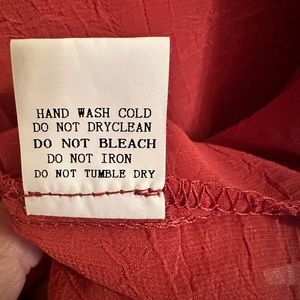 HAND WASH COLD
DO NOT DRYCLEAN
DO NOT BLEACH
DO NOT IRON
DO NOT TUMBLE DRY